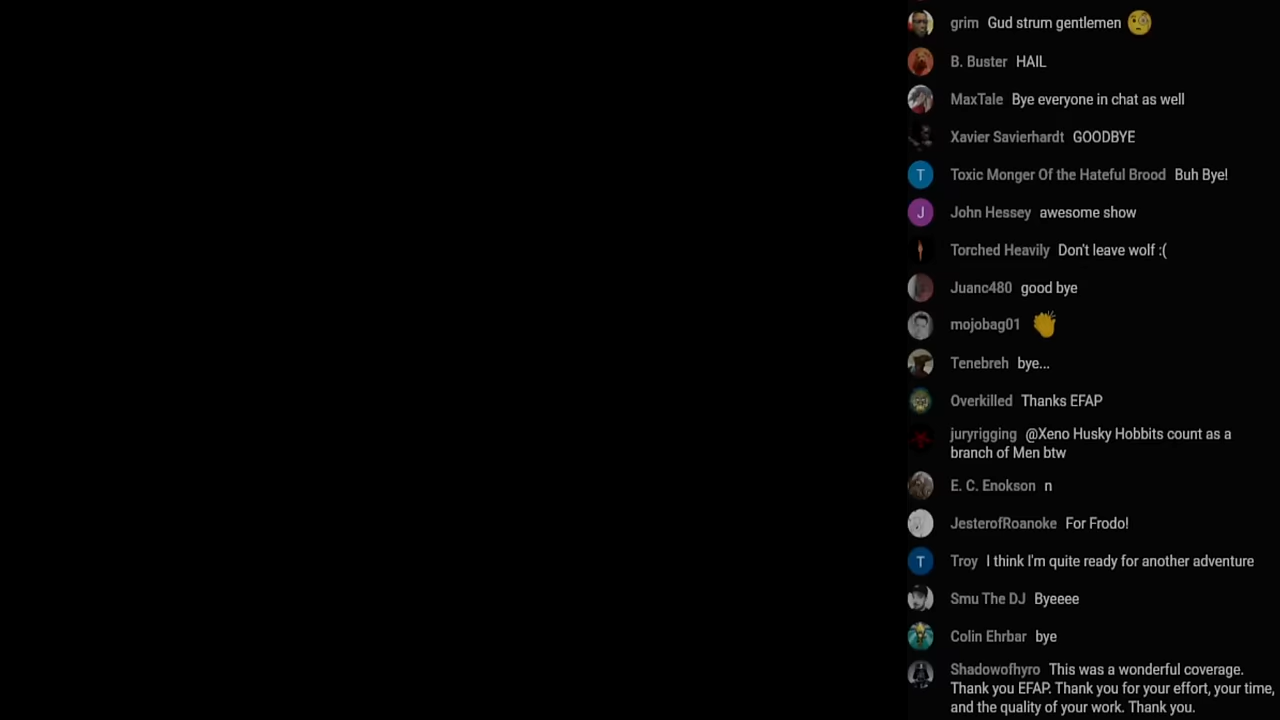 grim Gud strum gentlemen
B. Buster HAIL
MaxTale Bye everyone in chat as well
Xavier Savierhardt GOODBYE
T Toxic Monger Of the Hateful Brood Buh Bye!
J John Hessey awesome show
Torched Heavily Don't leave wolf :(
Juanc480 good bye
mojobag01
Tenebreh bye...
Overkilled Thanks EFAP
juryrigging @Xeno Husky Hobbits count as a
branch of Men btw
E. C. Enokson n
JesterofRoanoke For Frodo!
T Troy I think I'm quite ready for another adventure
Smu The DJ Byeeee
Colin Ehrbar bye
Shadowofhyro This was a wonderful coverage.
Thank you EFAP. Thank you for your effort, your time,
and the quality of your work. Thank you.